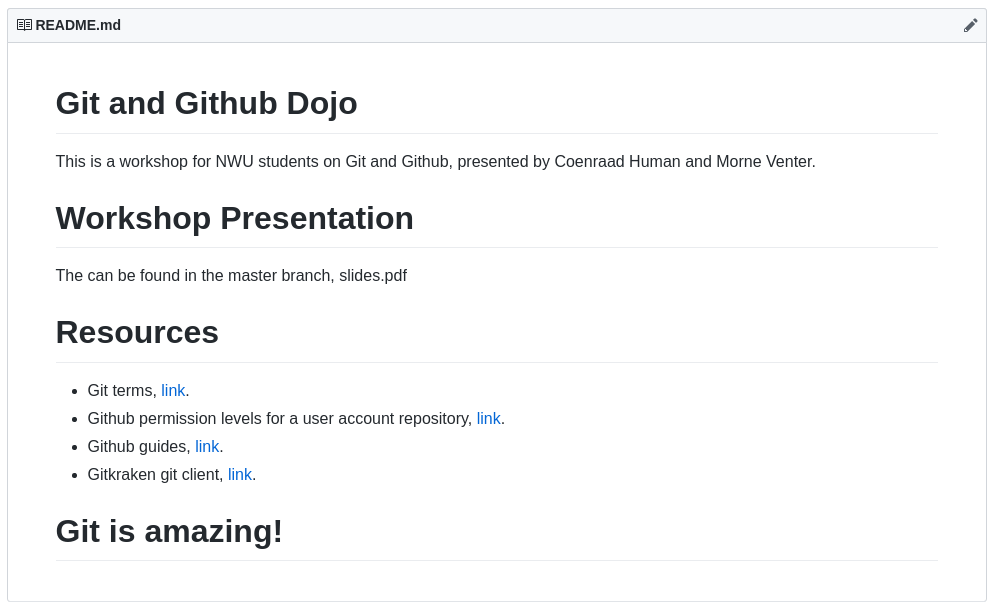 README.md
Git and Github Dojo
This is a workshop for NWU students on Git and Github, presented by Coenraad Human and Morne Venter.
Workshop Presentation
The can be found in the master branch, slides.pdf
Resources
Git terms, link.
Github permission levels for a user account repository, link.
Github guides, link.
Gitkraken git client, link.
Git is amazing!